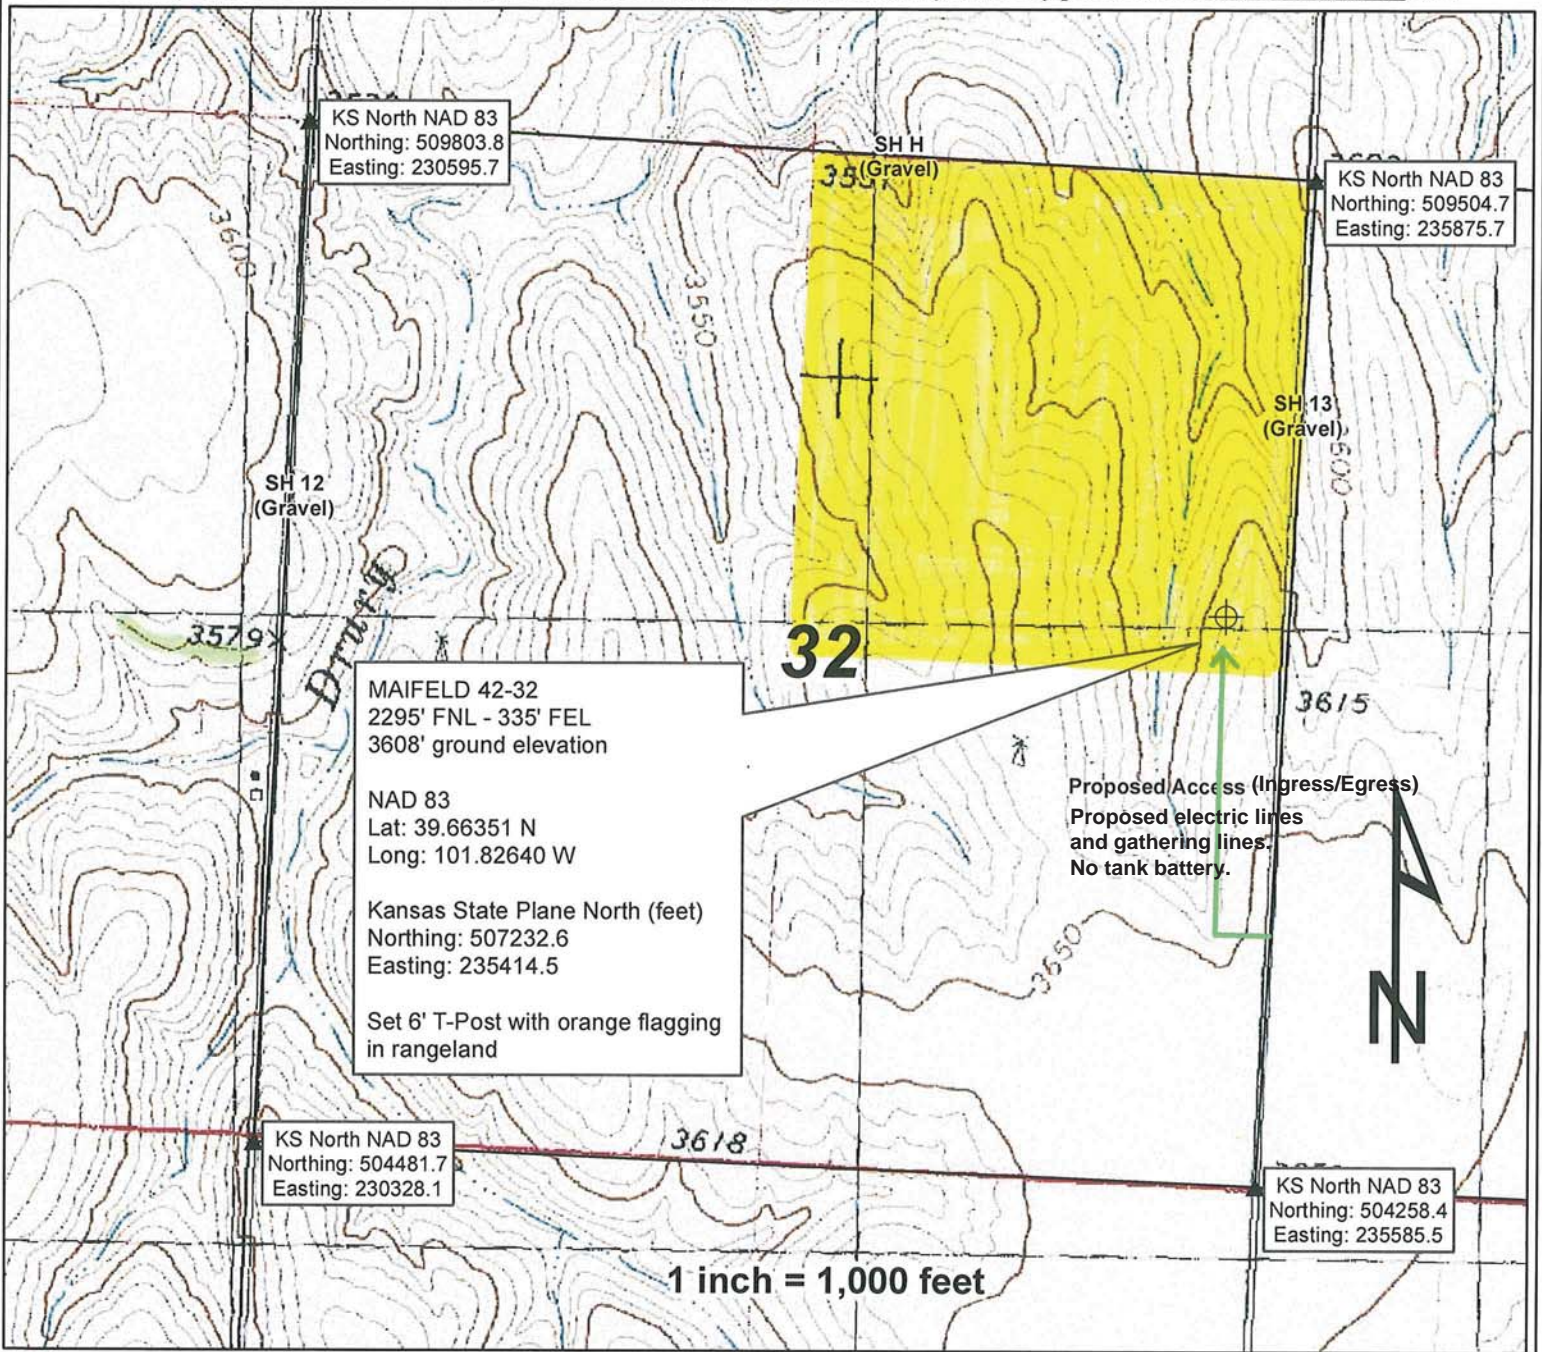 KS North NAD 83
Northing: 509803.8
Easting: 230595.7
SH H
(Gravel)
KS North NAD 83
Northing: 509504.7
Easting: 235875.7
3600
3550
SH 13
(Gravel)
3600
SH 12
(Gravel)
3579
32
3615
MAIFELD 42-32
2295' FNL - 335' FEL
3608' ground elevation
NAD 83
Lat: 39.66351 N
Long: 101.82640 W
Kansas State Plane North (feet)
Northing: 507232.6
Easting: 235414.5
Set 6' T-Post with orange flagging
in rangeland
Proposed Access (Ingress/Egress)
Proposed electric lines
and gathering lines.
No tank battery.
3650
N
KS North NAD 83
Northing: 504481.7
Easting: 230328.1
3618
KS North NAD 83
Northing: 504258.4
Easting: 235585.5
1 inch = 1,000 feet